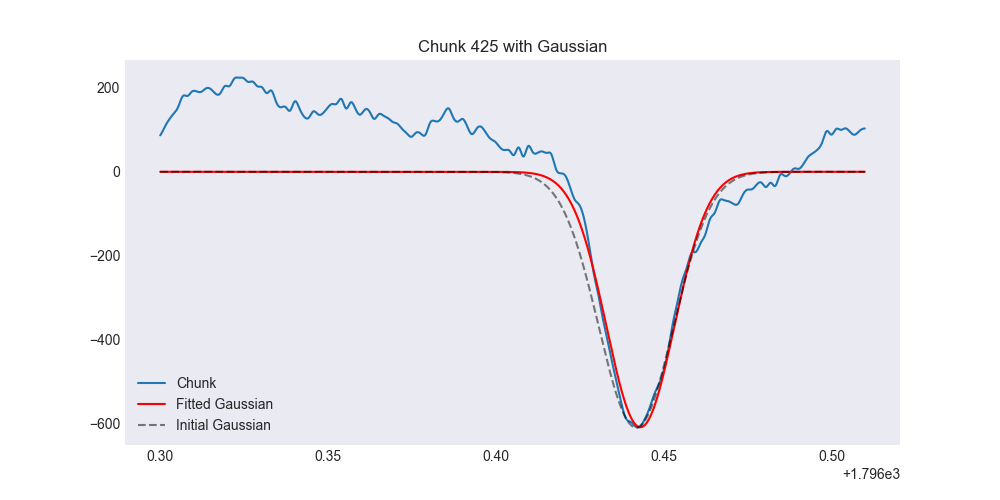 Chunk 425 with Gaussian
200
0
−200
−400
−600
Chunk
Fitted Gaussian
Initial Gaussian
0.30 0.35 0.40 0.45 0.50
+1.796e3